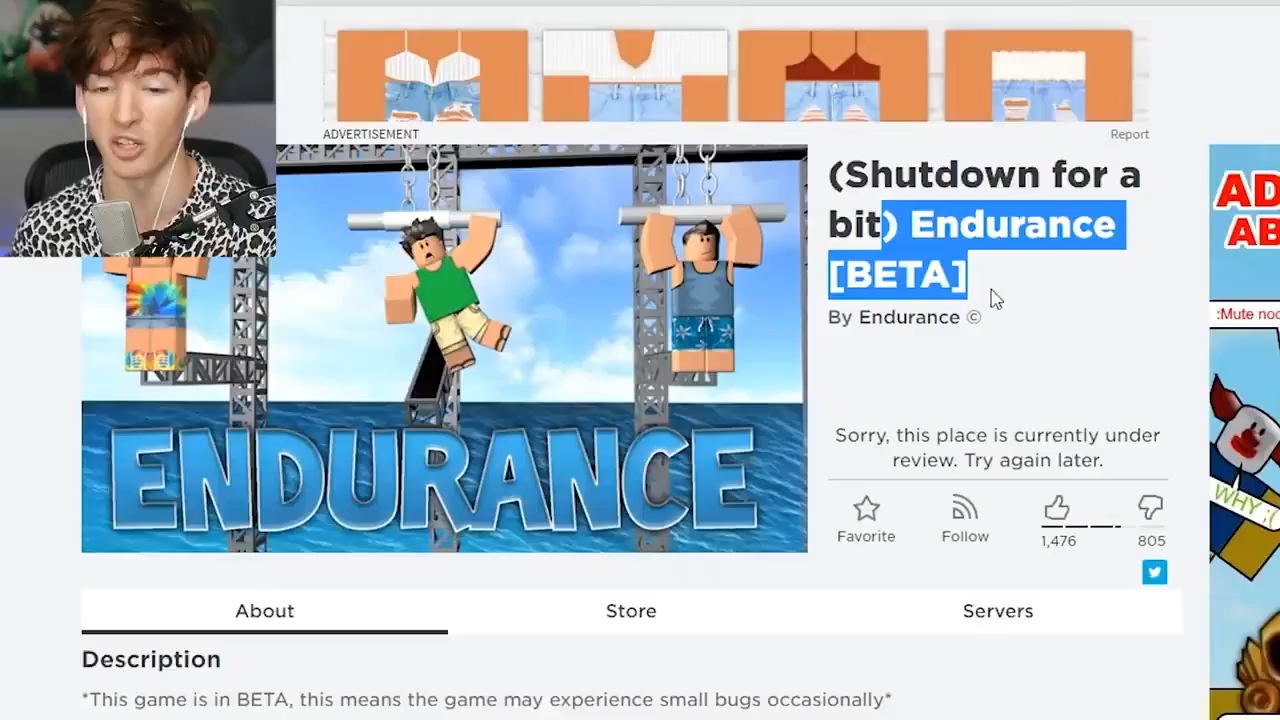 ADVERTISEMENT
Report
(Shutdown for a
bit) Endurance
[BETA]
By Endurance ©
ENDURANCE
Sorry, this place is currently under
review. Try again later.
Favorite
Follow
1,476
805
About
Store
Servers
Description
*This game is in BETA, this means the game may experience small bugs occasionally*
AD
AB
:Mute noo
WHY :(